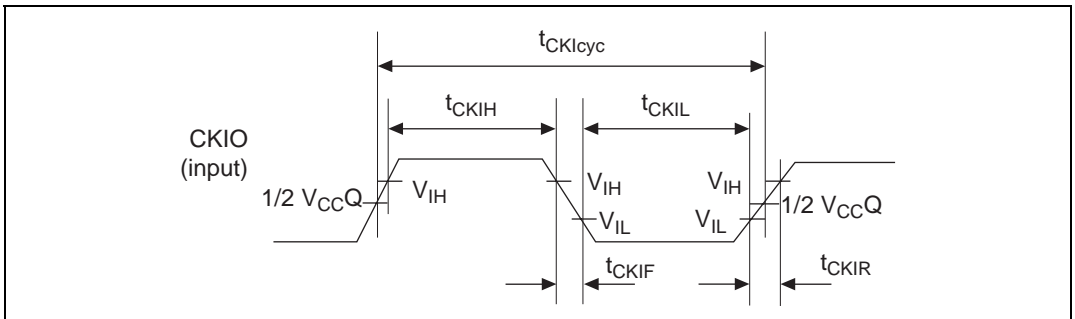 tCKIcyc
tCKIH
tCKIL
CKIO
(input)
1/2 VCCQ
VIH
VIH
VIL
VIH
VIL
1/2 VCCQ
tCKIF
tCKIR